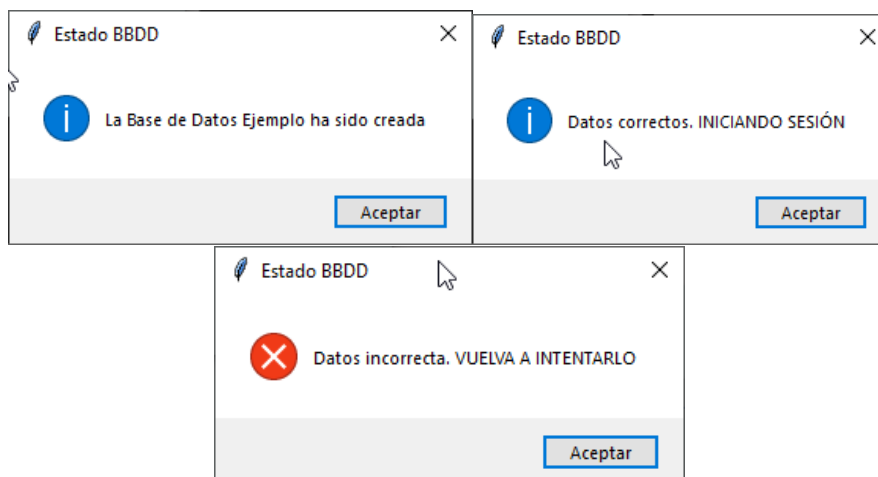 Estado BBDD
La Base de Datos Ejemplo ha sido creada
Aceptar
Estado BBDD
Datos correctos. INICIANDO SESIÓN
Aceptar
Estado BBDD
Datos incorrecta. VUELVA A INTENTARLO
Aceptar